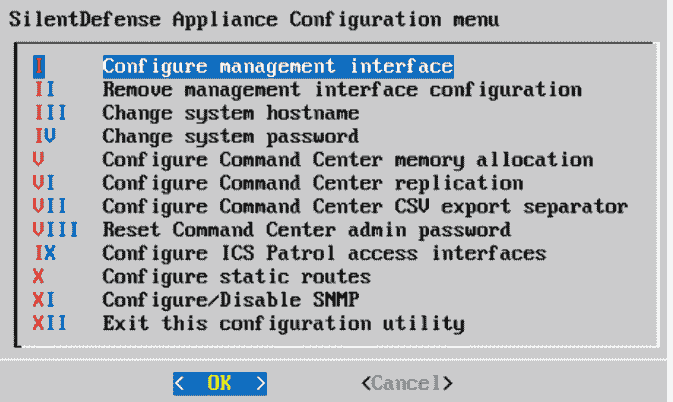 SilentDefense Appliance Configuration menu
I Configure management interface
II Remove management interface configuration
III Change system hostname
IV Change system password
V Configure Command Center memory allocation
VI Configure Command Center replication
VII Configure Command Center CSV export separator
VIII Reset Command Center admin password
IX Configure ICS Patrol access interfaces
X Configure static routes
XI Configure/Disable SNMP
XII Exit this configuration utility
< OK > <Cancel>